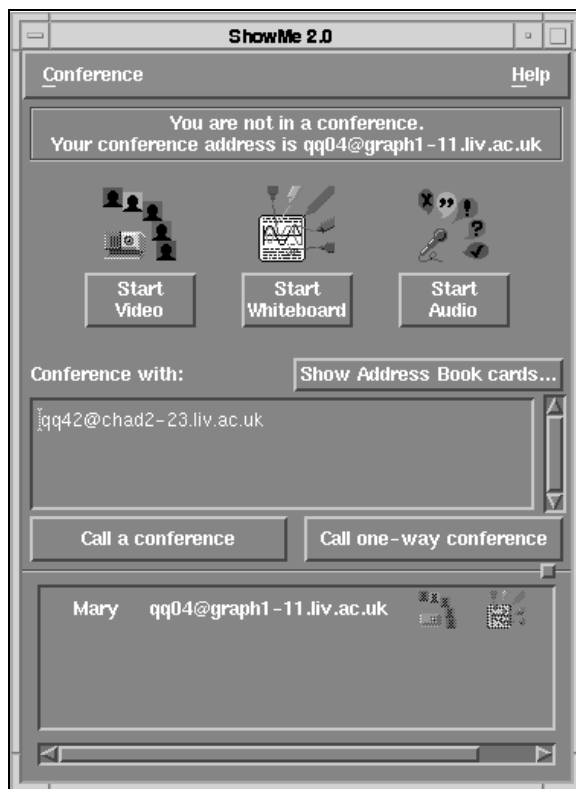 ShowMe 2.0
Conference Help
You are not in a conference.
Your conference address is qq04@graph1-11.liv.ac.uk
Start Video
Start Whiteboard
Start Audio
Conference with:
Show Address Book cards...
qq42@chad2-23.liv.ac.uk
Call a conference
Call one-way conference
Mary qq04@graph1-11.liv.ac.uk